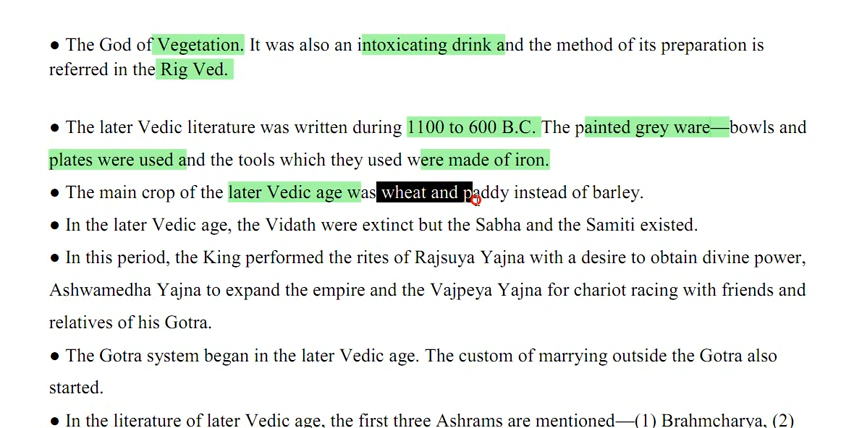 ● The God of Vegetation. It was also an intoxicating drink and the method of its preparation is
referred in the Rig Ved.
● The later Vedic literature was written during 1100 to 600 B.C. The painted grey ware—bowls and
plates were used and the tools which they used were made of iron.
● The main crop of the later Vedic age was wheat and paddy instead of barley.
● In the later Vedic age, the Vidath were extinct but the Sabha and the Samiti existed.
● In this period, the King performed the rites of Rajsuya Yajna with a desire to obtain divine power,
Ashwamedha Yajna to expand the empire and the Vajpeya Yajna for chariot racing with friends and
relatives of his Gotra.
● The Gotra system began in the later Vedic age. The custom of marrying outside the Gotra also
started.
● In the literature of later Vedic age, the first three Ashrams are mentioned—(1) Brahmcharya, (2)